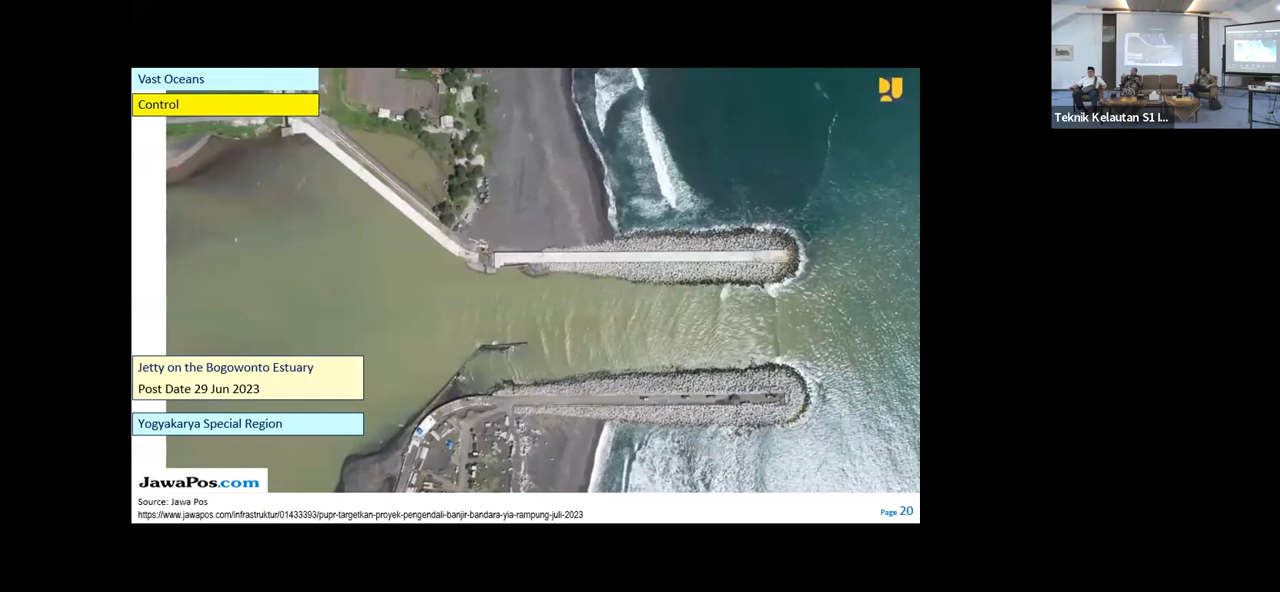 Vast Oceans
Control
Jetty on the Bogowonto Estuary
Post Date 29 Jun 2023
Yogyakarya Special Region
JawaPos.com
Source: Jawa Pos
https://www.jawapos.com/infrastruktur/01433393/pupr-targetkan-proyek-pengendali-banjir-bandara-yia-rampung-juli-2023
Page 20
Teknik Kelautan S1 I...